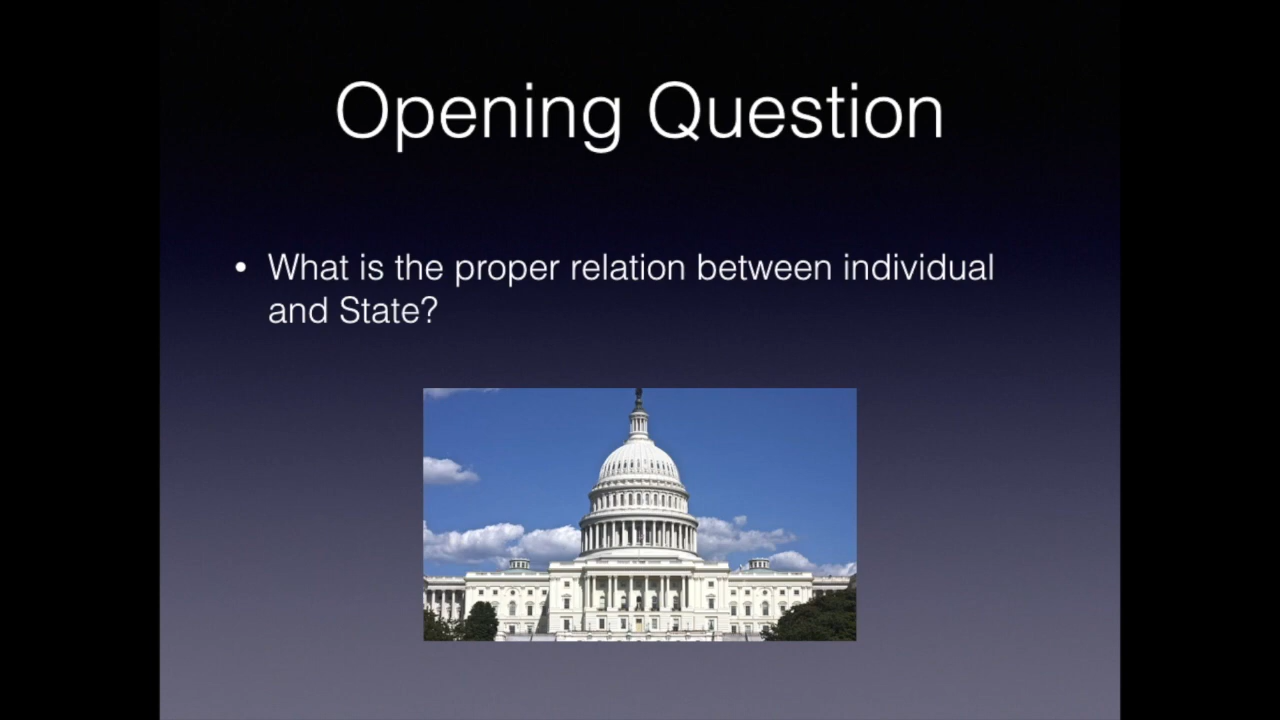 Opening Question
• What is the proper relation between individual
and State?